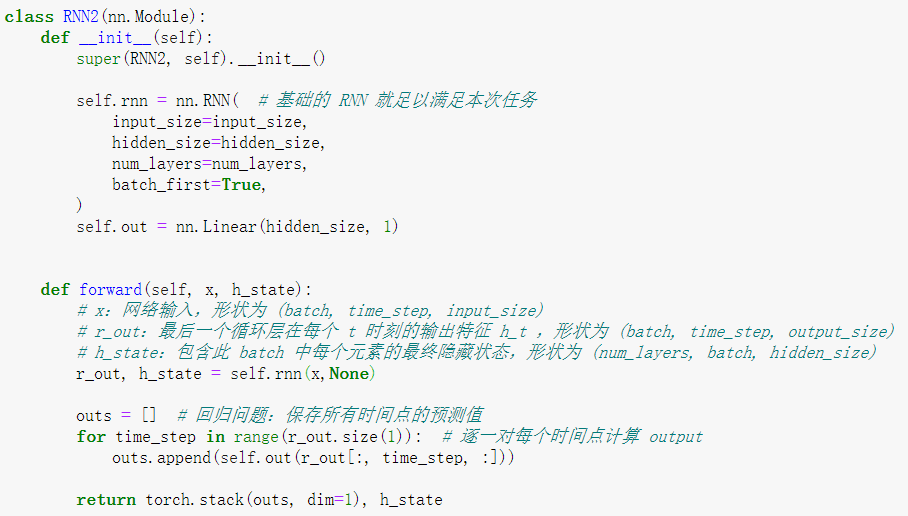 class RNN2(nn.Module):
    def __init__(self):
        super(RNN2, self).__init__()

        self.rnn = nn.RNN(  # 基础的 RNN 就足以满足本次任务
            input_size=input_size,
            hidden_size=hidden_size,
            num_layers=num_layers,
            batch_first=True,
        )
        self.out = nn.Linear(hidden_size, 1)


    def forward(self, x, h_state):
        # x: 网络输入，形状为 (batch, time_step, input_size)
        # r_out: 最后一个循环层在每个 t 时刻的输出特征 h_t ，形状为 (batch, time_step, output_size)
        # h_state: 包含此 batch 中每个元素的最终隐藏状态，形状为 (num_layers, batch, hidden_size)
        r_out, h_state = self.rnn(x,None)

        outs = []  # 回归问题: 保存所有时间点的预测值
        for time_step in range(r_out.size(1)):  # 逐一对每个时间点计算 output
            outs.append(self.out(r_out[:, time_step, :]))

        return torch.stack(outs, dim=1), h_state